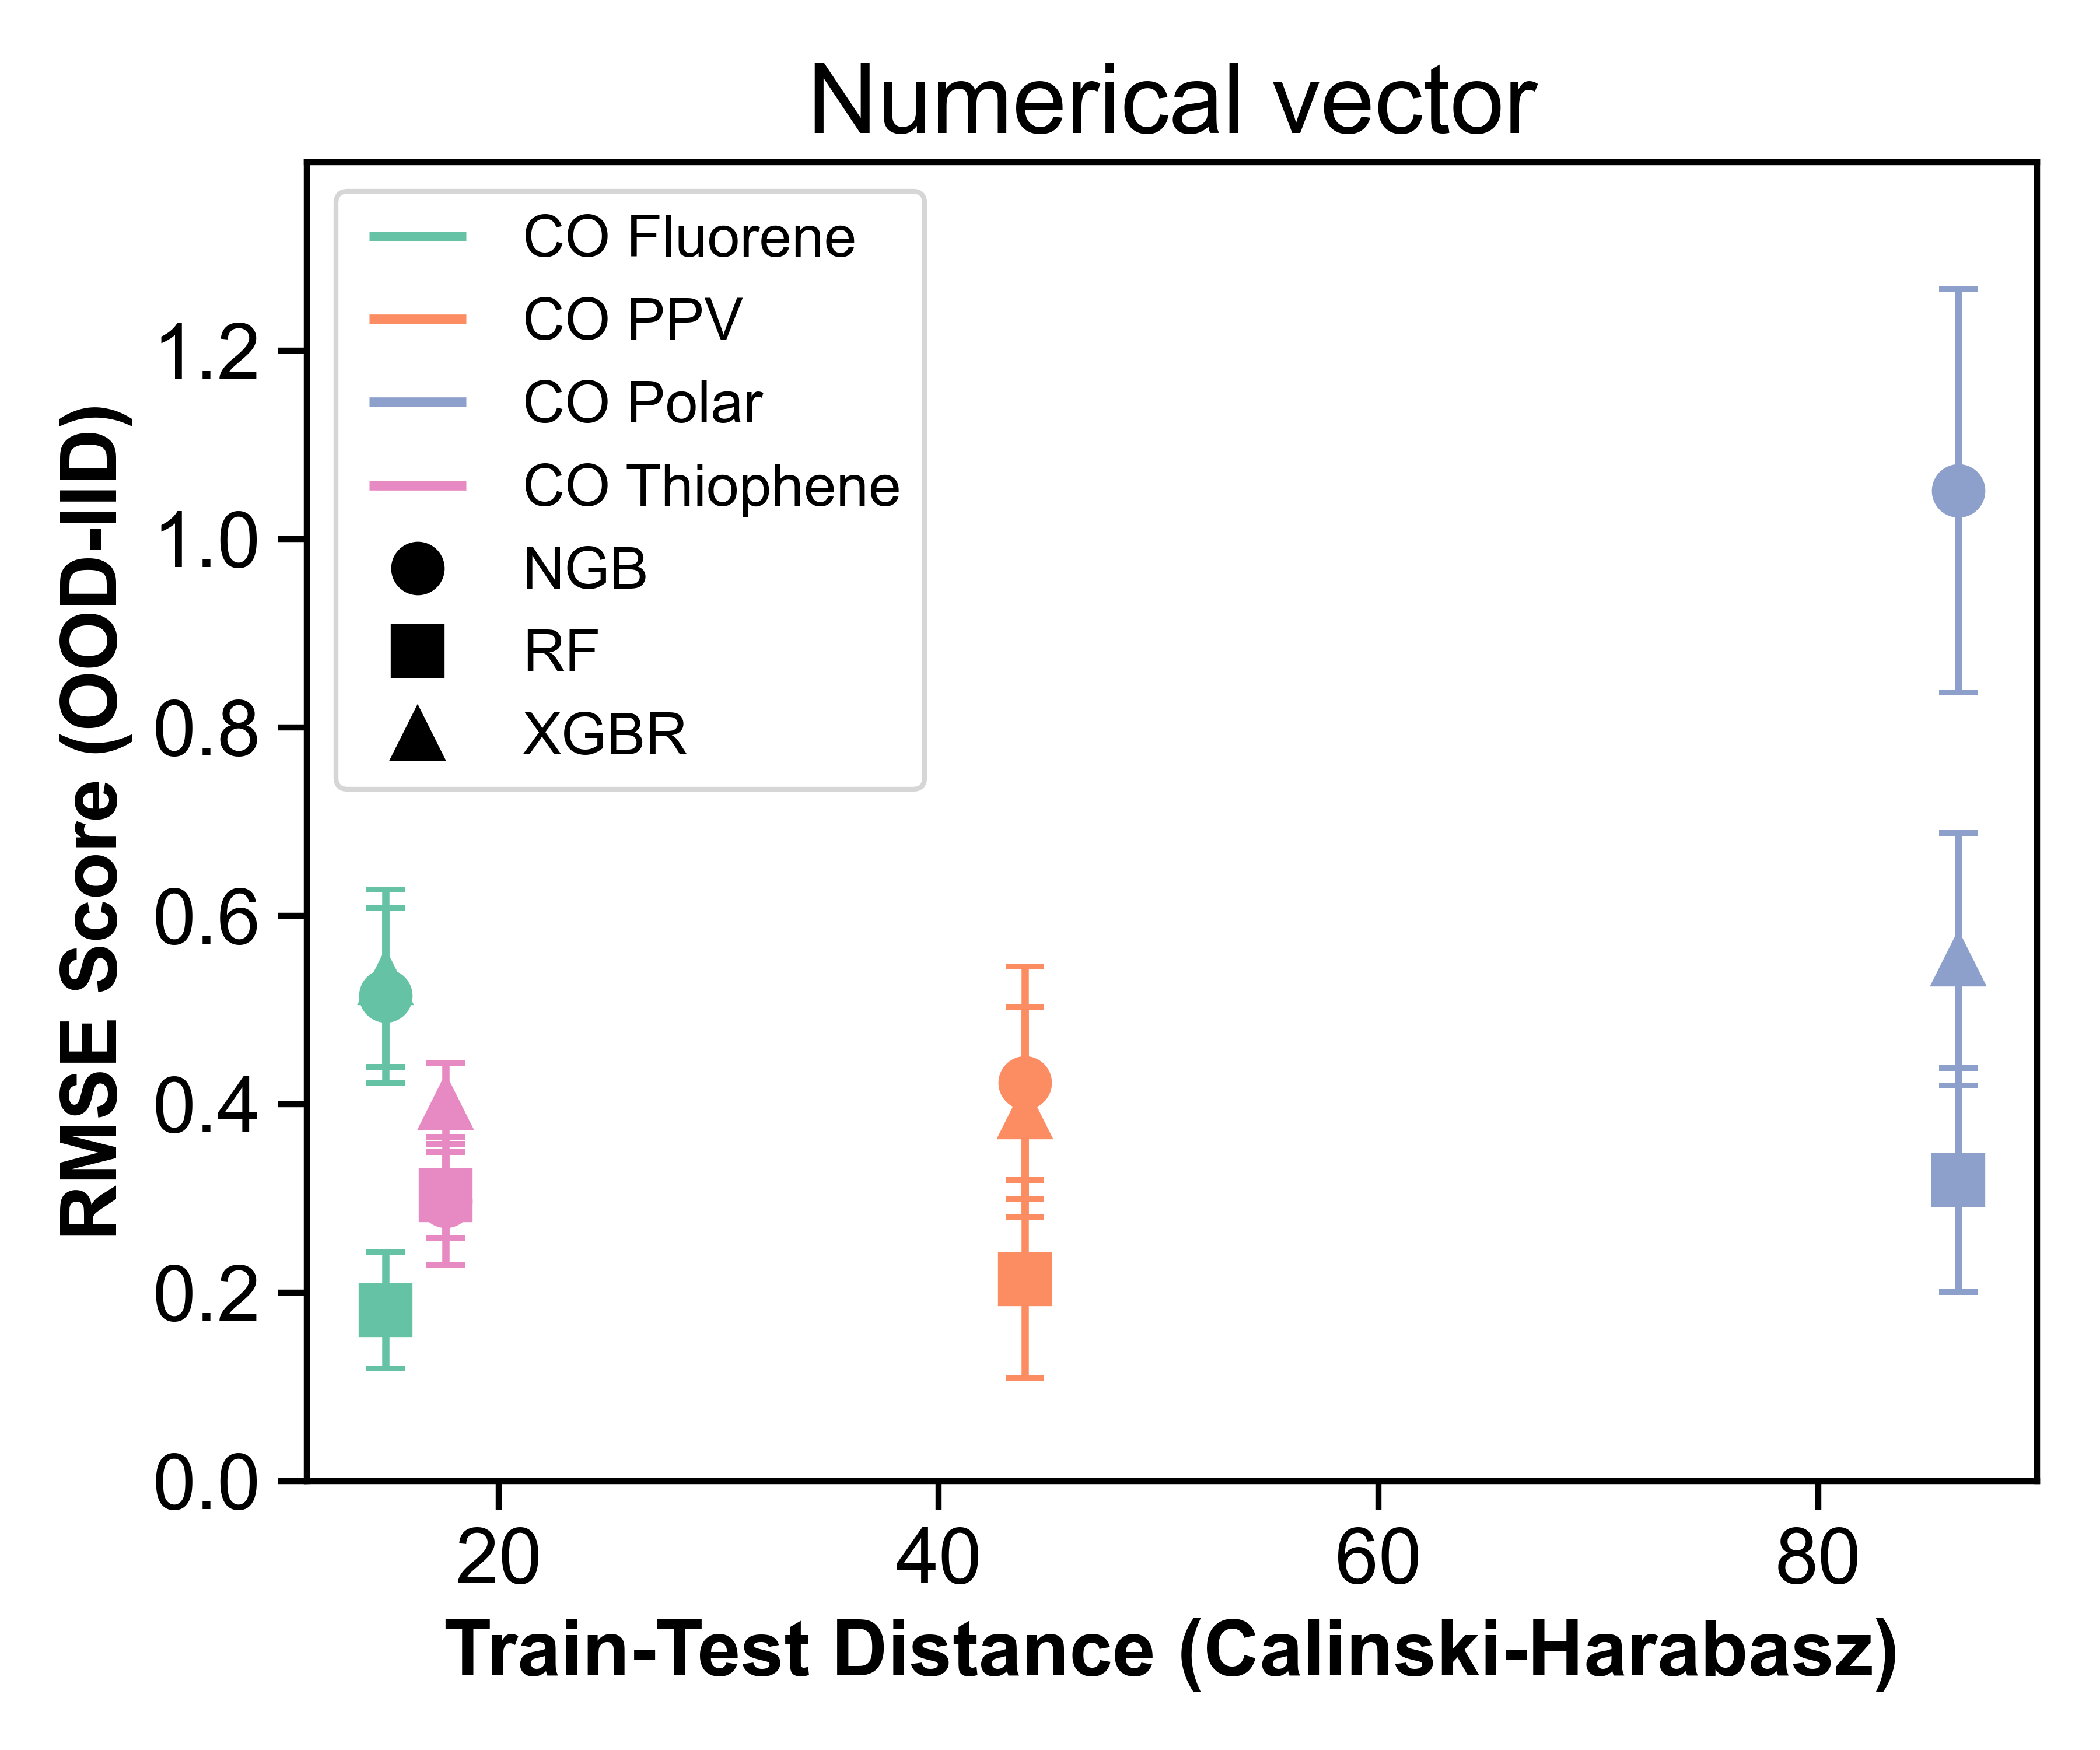 Numerical vector
CO Fluorene
CO PPV
CO Polar
CO Thiophene
NGB
RF
XGBR
RMSE Score (OOD-IID)
1.2
1.0
0.8
0.6
0.4
0.2
0.0
20 40 60 80
Train-Test Distance (Calinski-Harabasz)